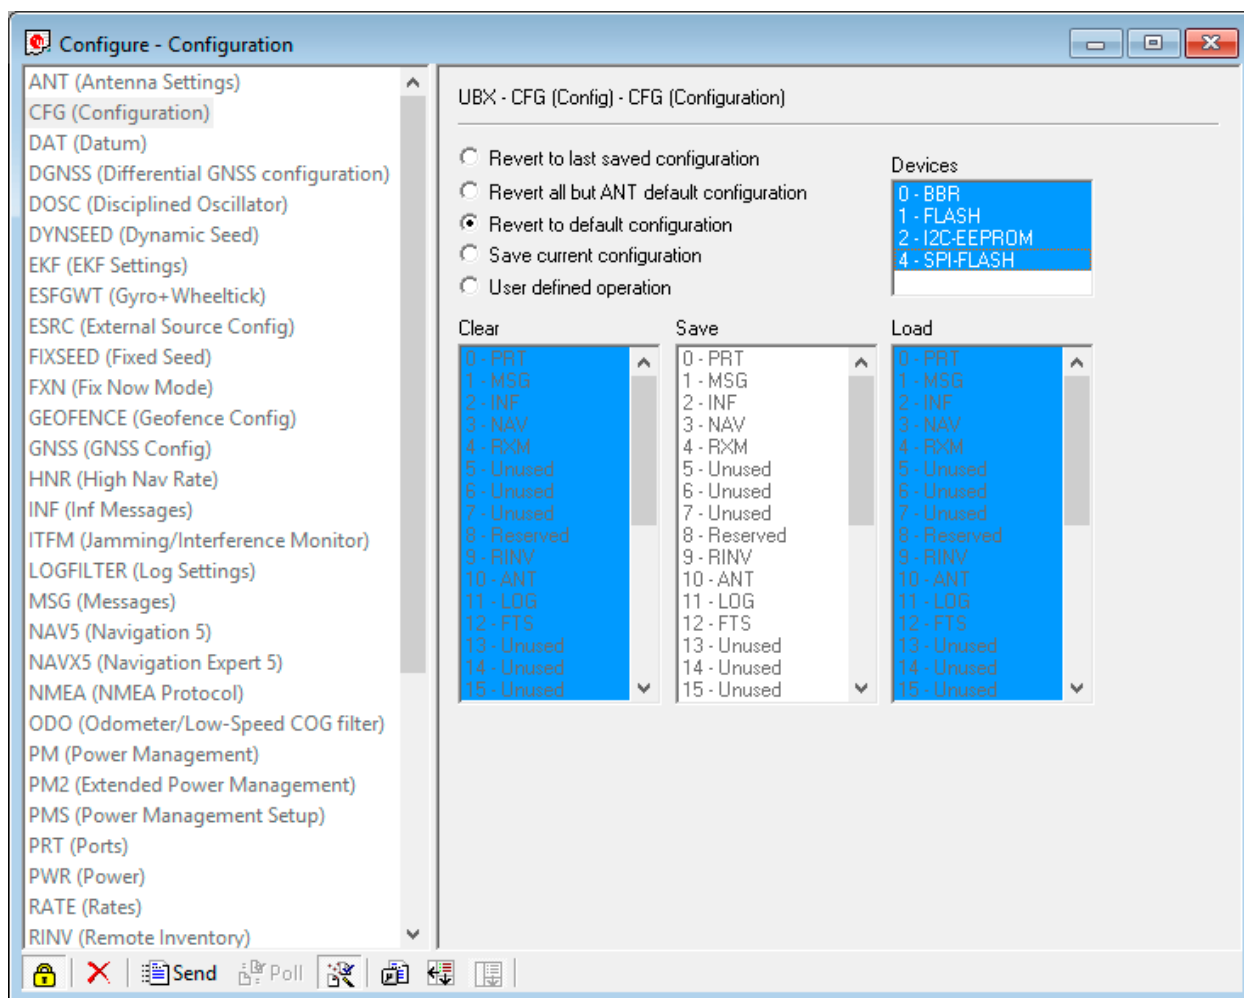 Configure - Configuration
ANT (Antenna Settings)
CFG (Configuration)
DAT (Datum)
DGNSS (Differential GNSS configuration)
DOSC (Disciplined Oscillator)
DYNSEED (Dynamic Seed)
EKF (EKF Settings)
ESFGWT (Gyro+Wheeltick)
ESRC (External Source Config)
FIXSEED (Fixed Seed)
FXN (Fix Now Mode)
GEOFENCE (Geofence Config)
GNSS (GNSS Config)
HNR (High Nav Rate)
INF (Inf Messages)
ITFM (Jamming/Interference Monitor)
LOGFILTER (Log Settings)
MSG (Messages)
NAV5 (Navigation 5)
NAVX5 (Navigation Expert 5)
NMEA (NMEA Protocol)
ODO (Odometer/Low-Speed COG filter)
PM (Power Management)
PM2 (Extended Power Management)
PMS (Power Management Setup)
PRT (Ports)
PWR (Power)
RATE (Rates)
RINV (Remote Inventory)
UBX - CFG (Config) - CFG (Configuration)
Revert to last saved configuration
Revert all but ANT default configuration
Revert to default configuration
Save current configuration
User defined operation
Devices
0 - BBR
1 - FLASH
2 - I2C-EEPROM
4 - SPI-FLASH
Clear
0 - PRT
1 - MSG
2 - INF
3 - NAV
4 - RXM
5 - Unused
6 - Unused
7 - Unused
8 - Reserved
9 - RINV
10 - ANT
11 - LOG
12 - FTS
13 - Unused
14 - Unused
15 - Unused
Save
0 - PRT
1 - MSG
2 - INF
3 - NAV
4 - RXM
5 - Unused
6 - Unused
7 - Unused
8 - Reserved
9 - RINV
10 - ANT
11 - LOG
12 - FTS
13 - Unused
14 - Unused
15 - Unused
Load
0 - PRT
1 - MSG
2 - INF
3 - NAV
4 - RXM
5 - Unused
6 - Unused
7 - Unused
8 - Reserved
9 - RINV
10 - ANT
11 - LOG
12 - FTS
13 - Unused
14 - Unused
15 - Unused
Send
Poll